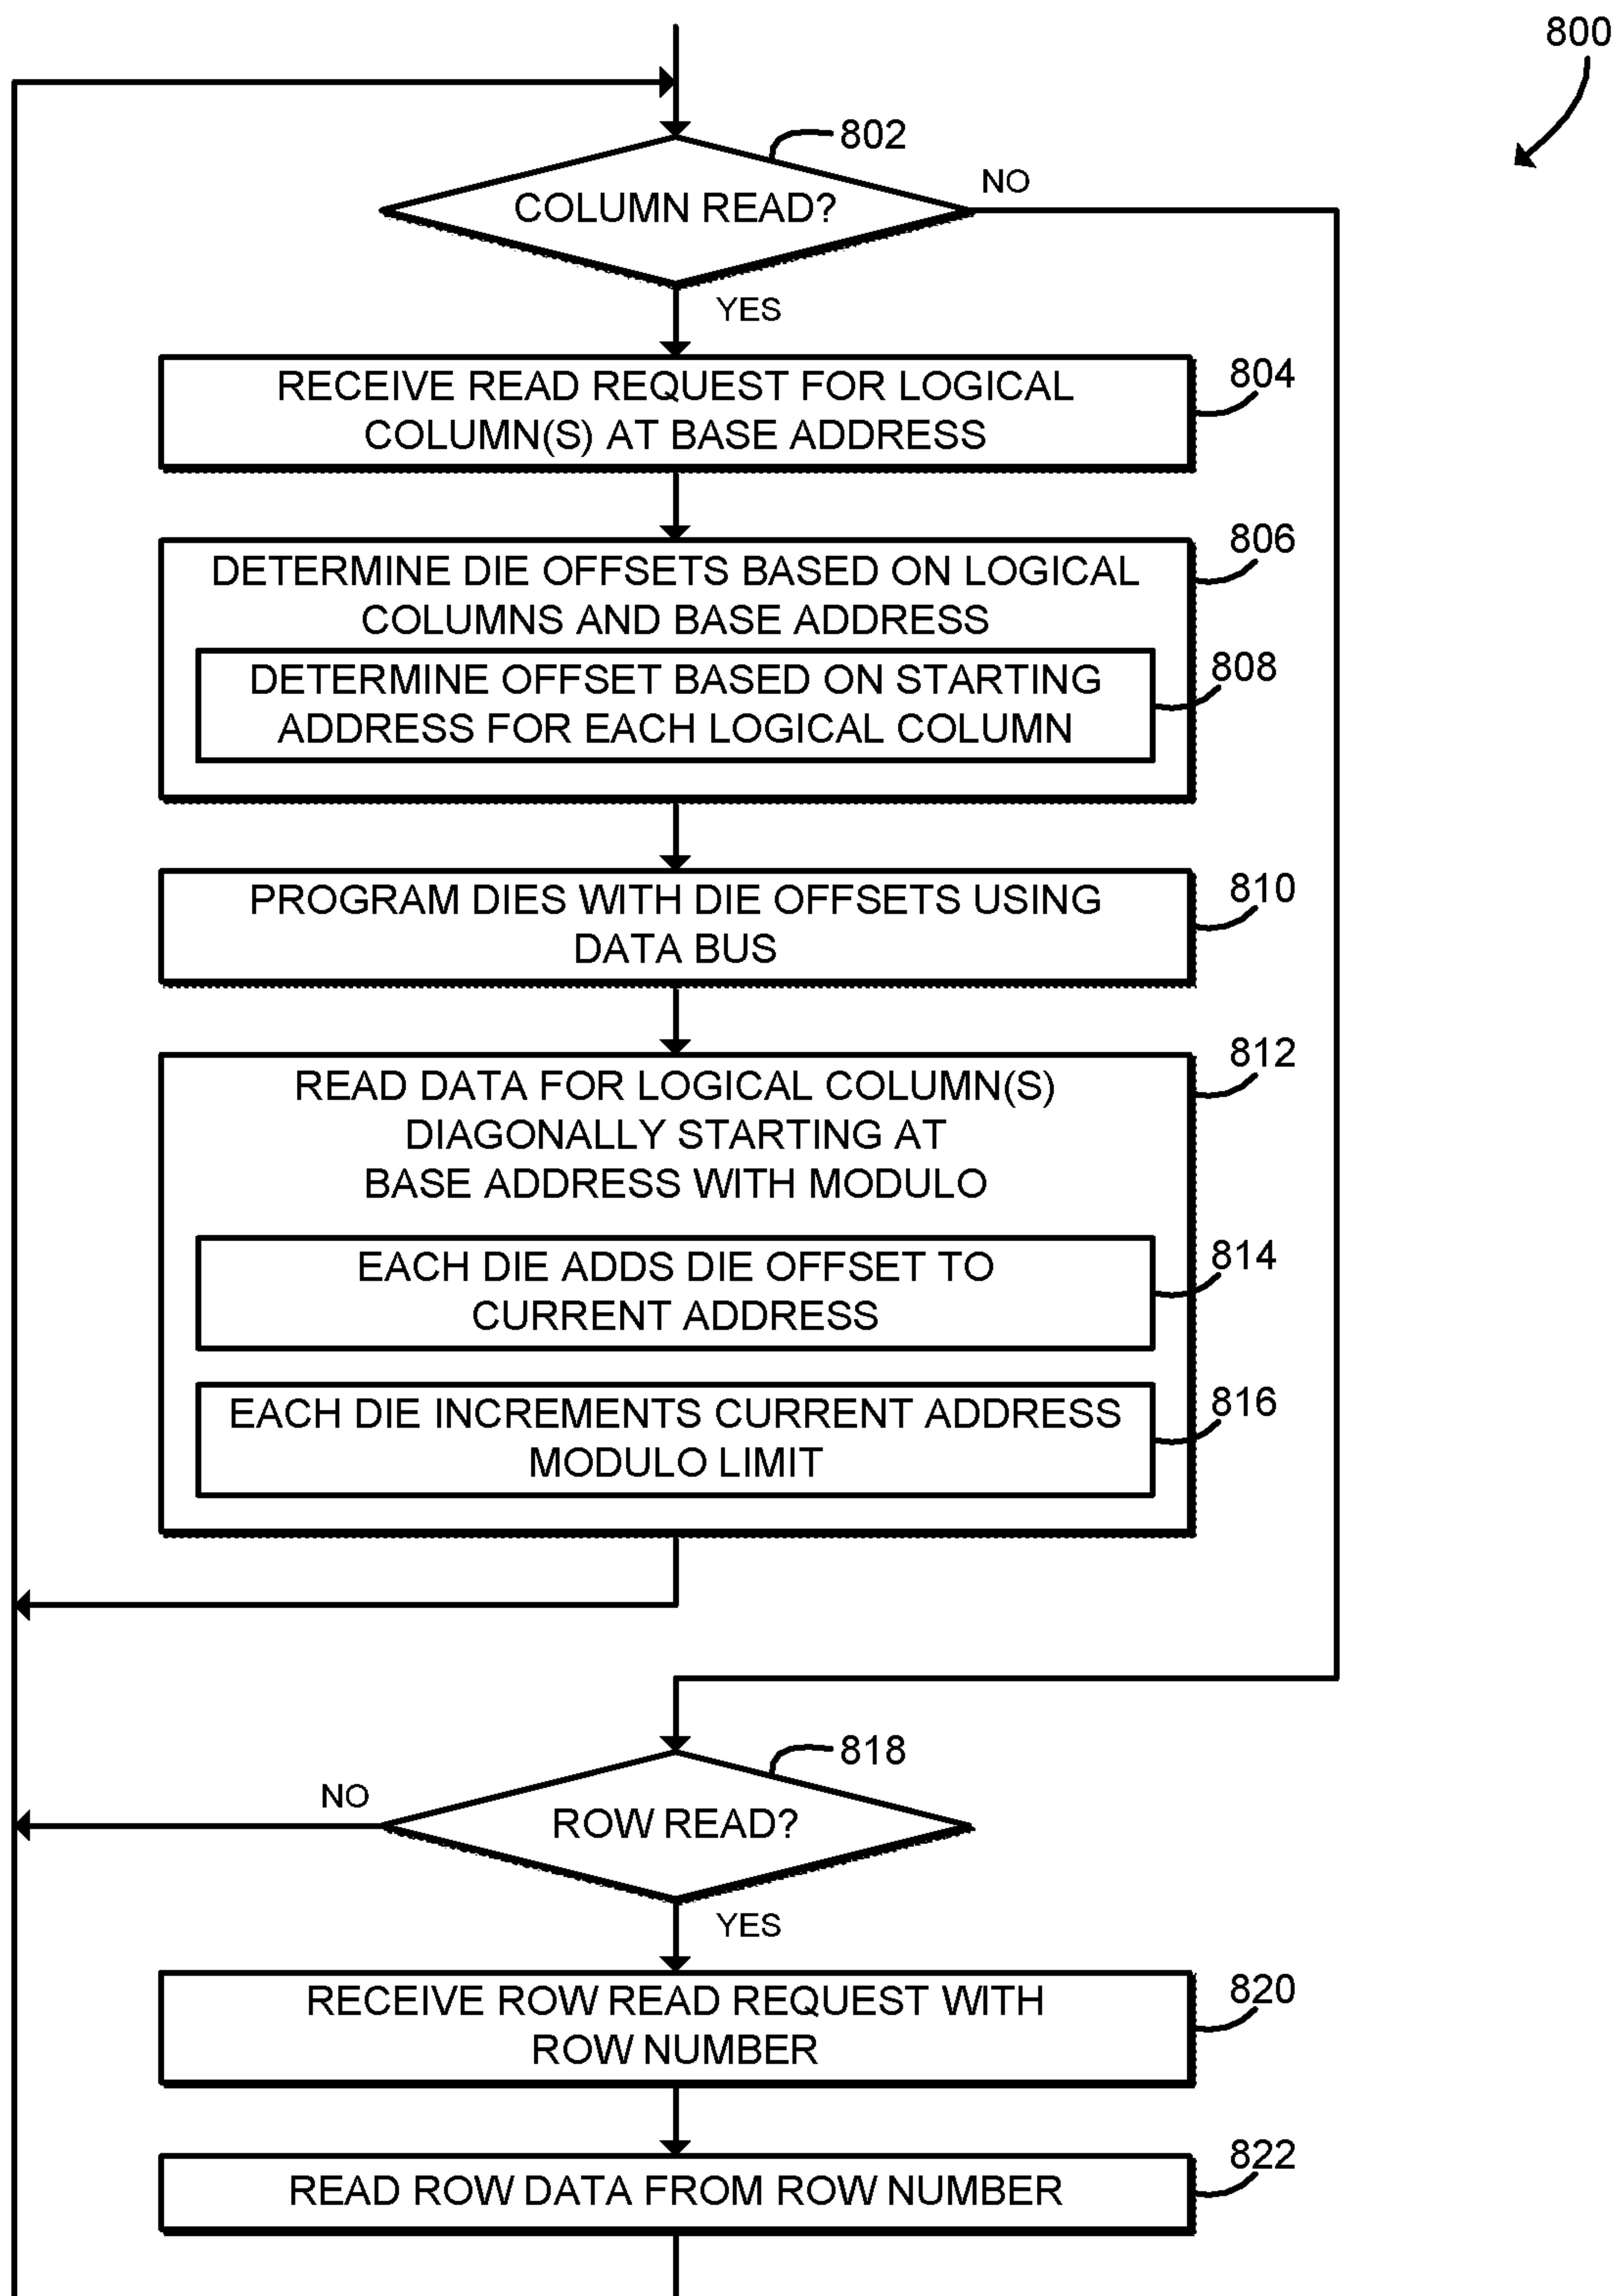 800
802
COLUMN READ?
NO
YES
RECEIVE READ REQUEST FOR LOGICAL
COLUMN(S) AT BASE ADDRESS
804
DETERMINE DIE OFFSETS BASED ON LOGICAL
COLUMNS AND BASE ADDRESS
806
DETERMINE OFFSET BASED ON STARTING
ADDRESS FOR EACH LOGICAL COLUMN
808
PROGRAM DIES WITH DIE OFFSETS USING
DATA BUS
810
READ DATA FOR LOGICAL COLUMN(S)
DIAGONALLY STARTING AT
BASE ADDRESS WITH MODULO
812
EACH DIE ADDS DIE OFFSET TO
CURRENT ADDRESS
814
EACH DIE INCREMENTS CURRENT ADDRESS
MODULO LIMIT
816
818
NO
ROW READ?
YES
RECEIVE ROW READ REQUEST WITH
ROW NUMBER
820
READ ROW DATA FROM ROW NUMBER
822